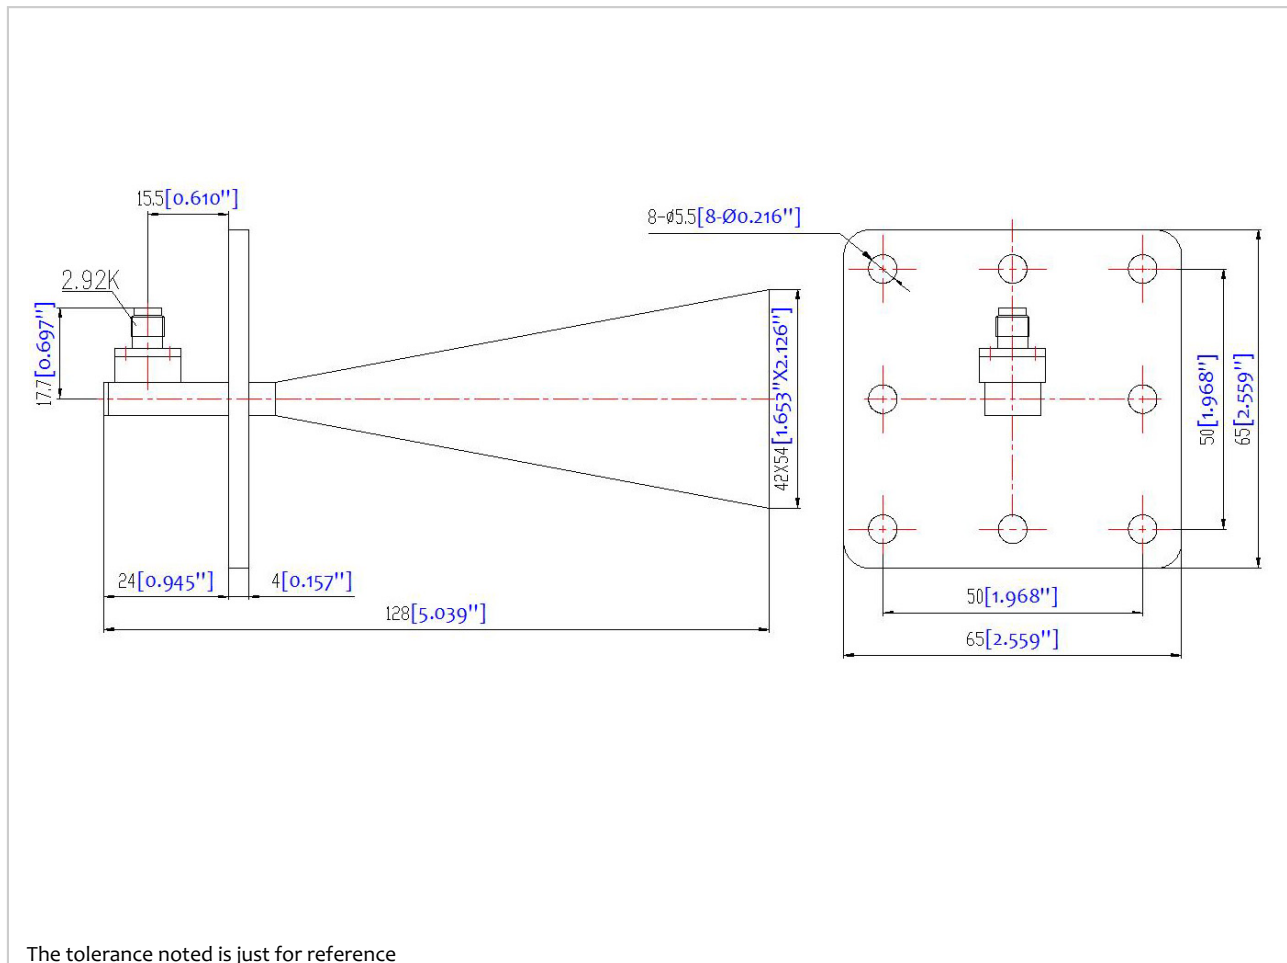 15.5[0.610"]
8-ø5.5[8-Ø0.216"]
2.92K
17.7[0.697"]
42X54[1.653"X2.126"]
50[1.968"]
65[2.559"]
24[0.945"]
4[0.157"]
128[5.039"]
50[1.968"]
65[2.559"]
The tolerance noted is just for reference